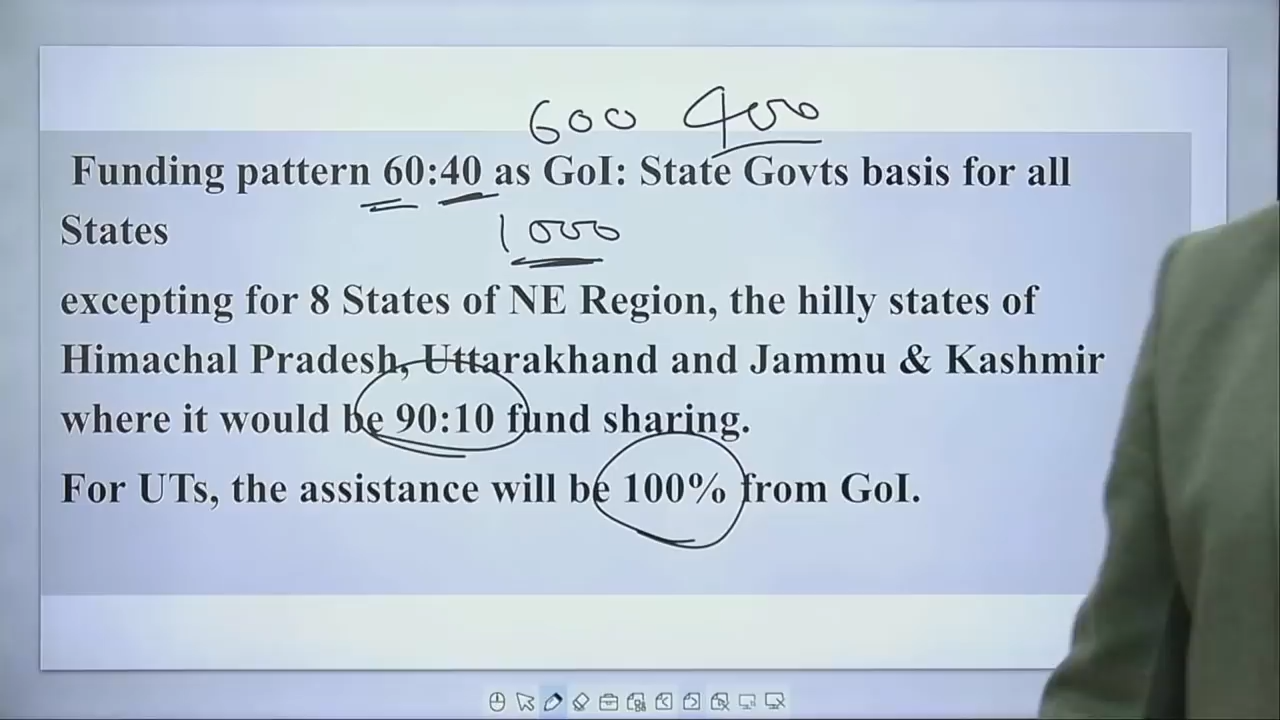 600 400
Funding pattern 60:40 as GoI: State Govts basis for all
States
1000
excepting for 8 States of NE Region, the hilly states of
Himachal Pradesh, Uttarakhand and Jammu & Kashmir
where it would be 90:10 fund sharing.
For UTs, the assistance will be 100% from GoI.